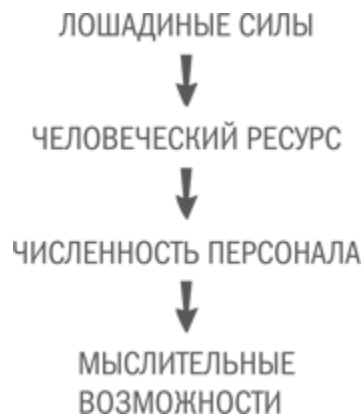 ЛОШАДИНЫЕ СИЛЫ
ЧЕЛОВЕЧЕСКИЙ РЕСУРС
ЧИСЛЕННОСТЬ ПЕРСОНАЛА
МЫСЛИТЕЛЬНЫЕ
ВОЗМОЖНОСТИ